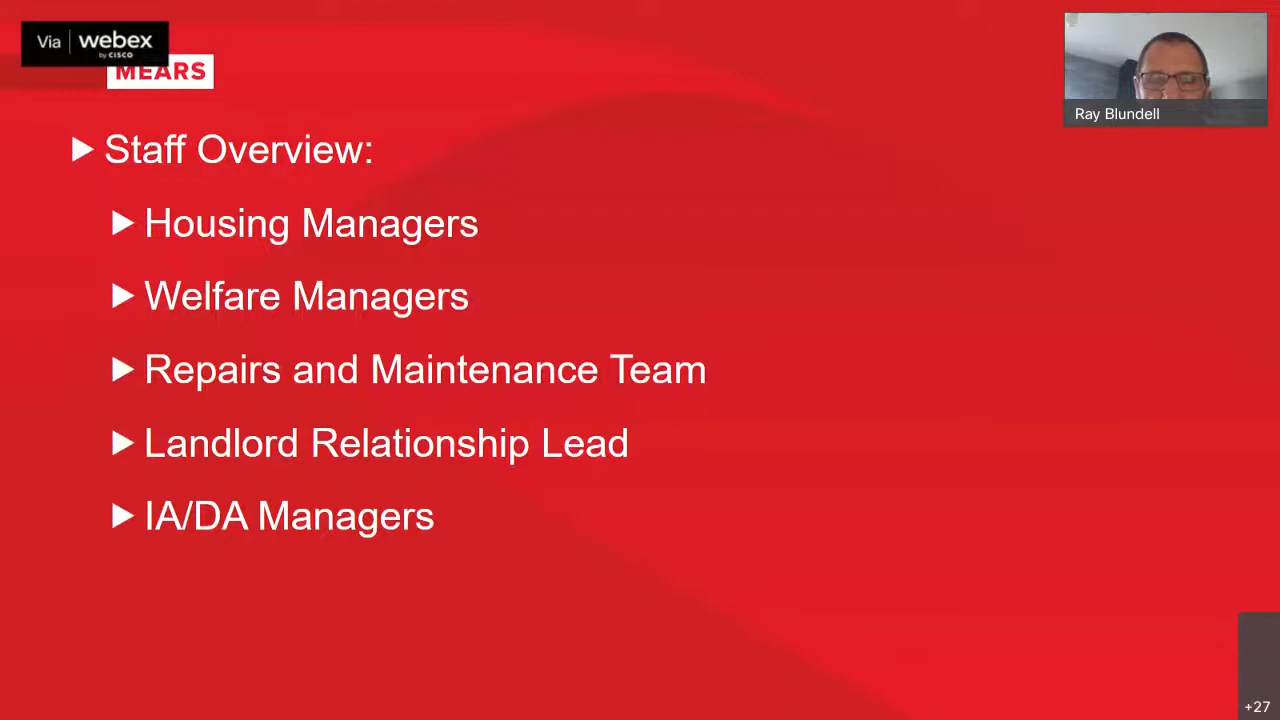 Via webex
by CISCO
MEARS
Ray Blundell
Staff Overview:
Housing Managers
Welfare Managers
Repairs and Maintenance Team
Landlord Relationship Lead
IA/DA Managers
+27